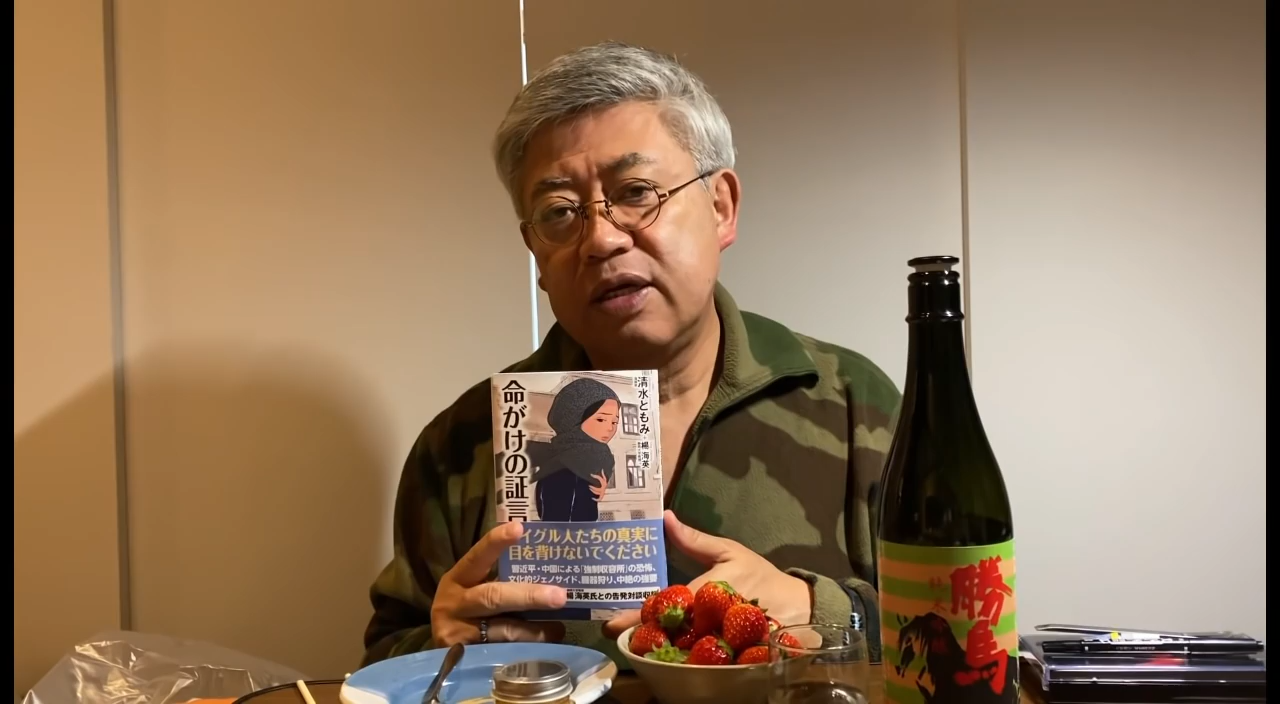 命がけの証言
清水ともみ
楊海英
イグル人たちの真実に
目を背けないでください
習近平・中国による「強制収容所」の恐怖、
文化的ジェノサイド、臓器狩り、中絶の強要
楊海英氏との告発対談収録
純米
勝馬